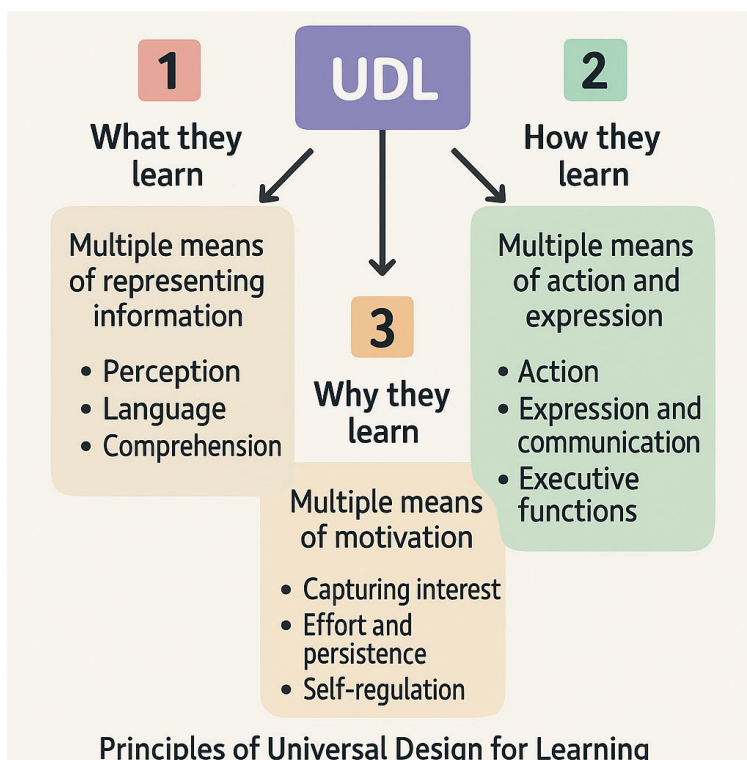 UDL
1
What they
learn
Multiple means
of representing
information
• Perception
• Language
• Comprehension
2
How they
learn
Multiple means
of action and
expression
• Action
• Expression and
communication
• Executive
functions
3
Why they
learn
Multiple means
of motivation
• Capturing interest
• Effort and
persistence
• Self-regulation
Principles of Universal Design for Learning